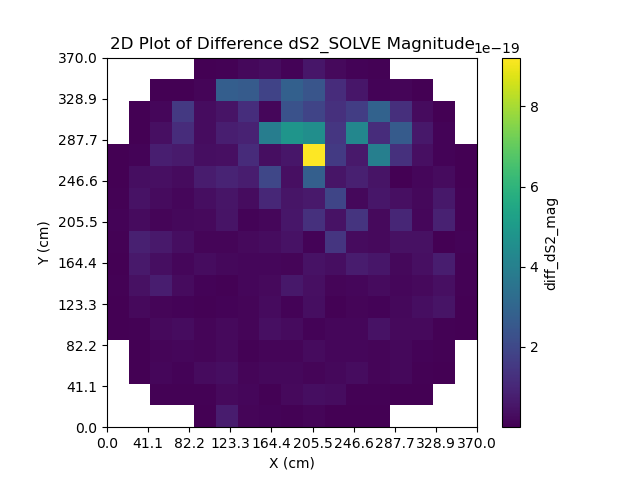 2D Plot of Difference dS2_SOLVE Magnitude
1e−19
370.0
328.9
287.7
246.6
205.5
164.4
123.3
82.2
41.1
0.0
Y (cm)
0.0 41.1 82.2 123.3 164.4 205.5 246.6 287.7 328.9 370.0
X (cm)
8
6
4
2
diff_dS2_mag